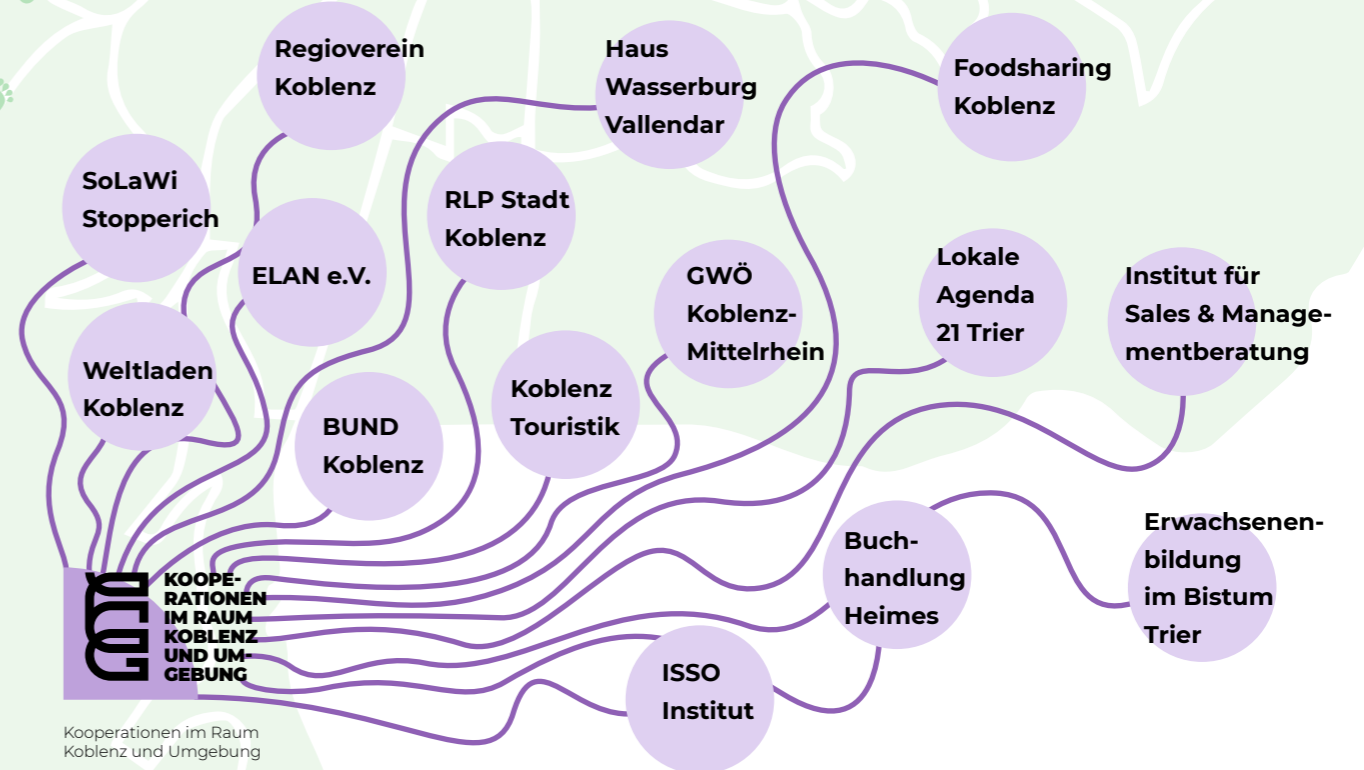 Regioverein
Koblenz
Haus
Wasserburg
Vallendar
Foodsharing
Koblenz
SoLaWi
Stopperich
RLP Stadt
Koblenz
ELAN e.V.
GWÖ
Koblenz-
Mittelrhein
Lokale
Agenda
21 Trier
Institut für
Sales & Manage-
mentberatung
Weltladen
Koblenz
BUND
Koblenz
Koblenz
Touristik
Buch-
handlung
Heimes
Erwachsenen-
bildung
im Bistum
Trier
ISSO
Institut
KOOPE-
RATIONEN
IM RAUM
KOBLENZ
UND UM-
GEBUNG
Kooperationen im Raum
Koblenz und Umgebung